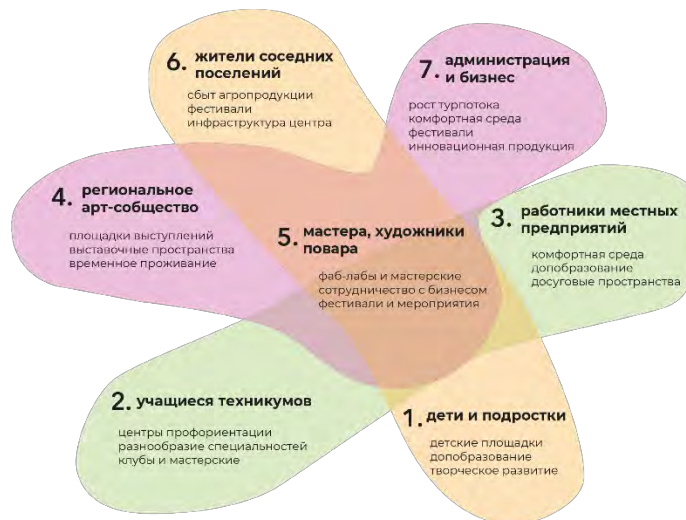 6. жители соседних
поселений
сбыт агропродукции
фестивали
инфраструктура центра
7. администрация
и бизнес
рост турпотока
комфортная среда
фестивали
инновационная продукция
4. региональное
арт-собщество
площадки выступлений
выставочные пространства
временное проживание
5. мастера, художники
повара
фаб-лабы и мастерские
сотрудничество с бизнесом
фестивали и мероприятия
3. работники местных
предприятий
комфортная среда
допобразование
досуговые пространства
2. учащиеся техникумов
центры профориентации
разнообразие специальностей
клубы и мастерские
1. дети и подростки
детские площадки
допобразование
творческое развитие